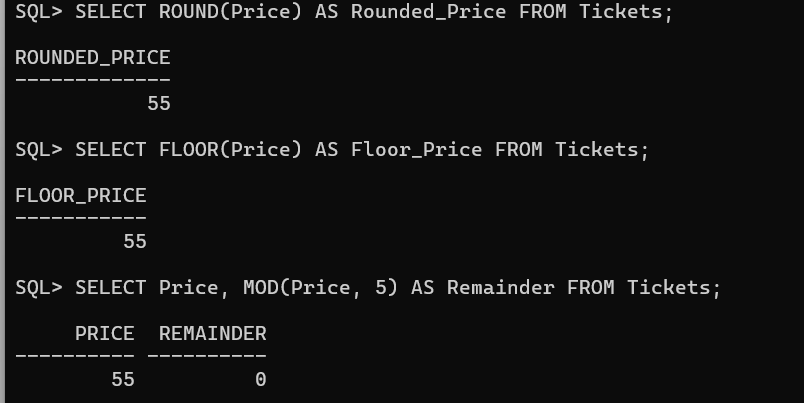 SQL> SELECT ROUND(Price) AS Rounded_Price FROM Tickets;
ROUNDED_PRICE
-------------
55
SQL> SELECT FLOOR(Price) AS Floor_Price FROM Tickets;
FLOOR_PRICE
-----------
55
SQL> SELECT Price, MOD(Price, 5) AS Remainder FROM Tickets;
PRICE REMAINDER
---------- ----------
55 0